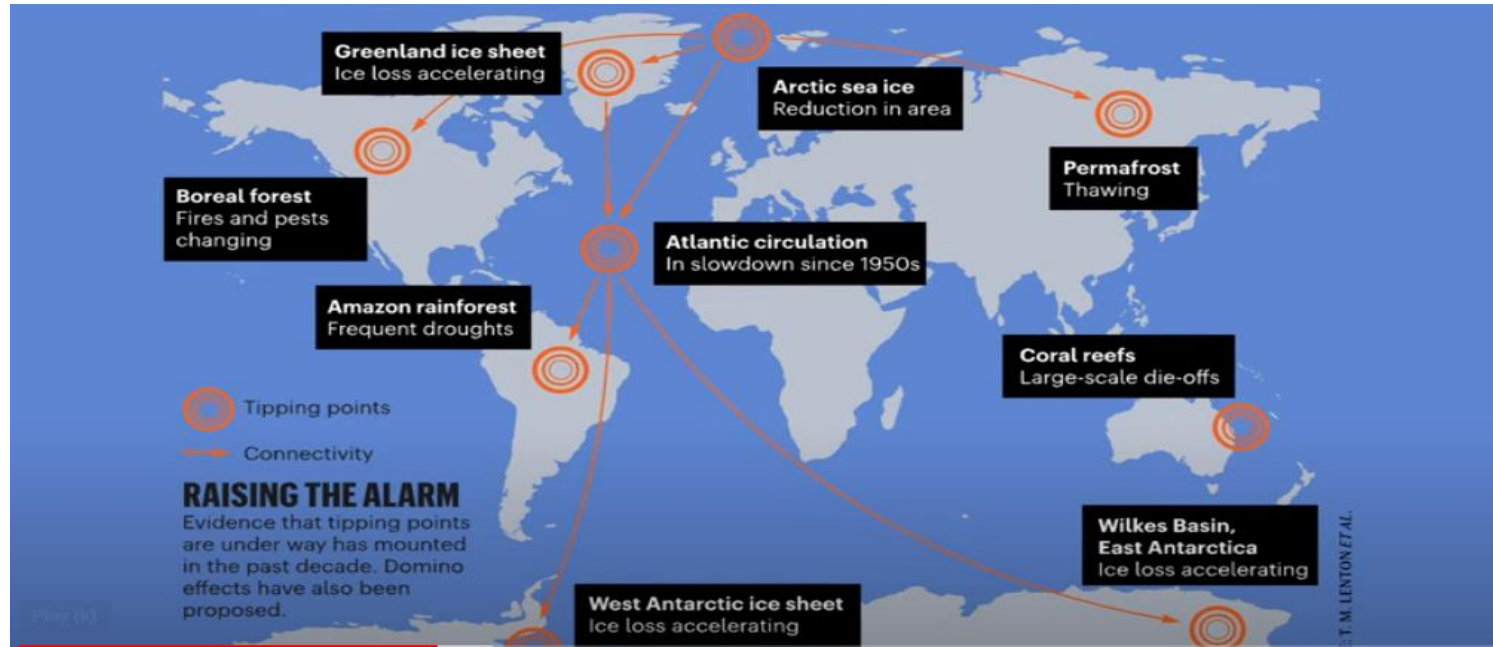 Greenland ice sheet
Ice loss accelerating
Arctic sea ice
Reduction in area
Permafrost
Thawing
Boreal forest
Fires and pests
changing
Atlantic circulation
In slowdown since 1950s
Amazon rainforest
Frequent droughts
Coral reefs
Large-scale die-offs
Tipping points
Connectivity
RAISING THE ALARM
Evidence that tipping points
are under way has mounted
in the past decade. Domino
effects have also been
proposed.
Wilkes Basin,
East Antarctica
Ice loss accelerating
West Antarctic ice sheet
Ice loss accelerating
Play (k)
: T. M. LENTON ET AL.